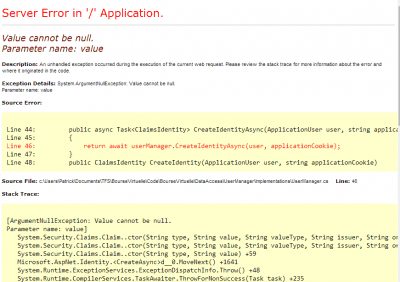 Server Error in '/' Application.
Value cannot be null.
Parameter name: value
Description: An unhandled exception occurred during the execution of the current web request. Please review the stack trace for more information about the error and
where it originated in the code.
Exception Details: System.ArgumentNullException: Value cannot be null.
Parameter name: value
Source Error:
Line 44: public async Task<ClaimsIdentity> CreateIdentityAsync(ApplicationUser user, string applica
Line 45: {
Line 46: return await userManager.CreateIdentityAsync(user, applicationCookie);
Line 47: }
Line 48: public ClaimsIdentity CreateIdentity(ApplicationUser user, string applicationCookie)
Source File: c:\Users\Patrick\Documents\TFS\BourseVirtuelle\Code\BourseVirtuelle\DataAccess\UserManager\Implementations\UserManager.cs Line: 46
Stack Trace:
[ArgumentNullException: Value cannot be null.
Parameter name: value]
System.Security.Claims.Claim..ctor(String type, String value, String valueType, String issuer, String or
System.Security.Claims.Claim..ctor(String type, String value, String valueType, String issuer, String or
System.Security.Claims.Claim..ctor(String type, String value) +59
Microsoft.AspNet.Identity.<CreateAsync>d__0.MoveNext() +1641
System.Runtime.ExceptionServices.ExceptionDispatchInfo.Throw() +48
System.Runtime.CompilerServices.TaskAwaiter.ThrowForNonSuccess(Task task) +235